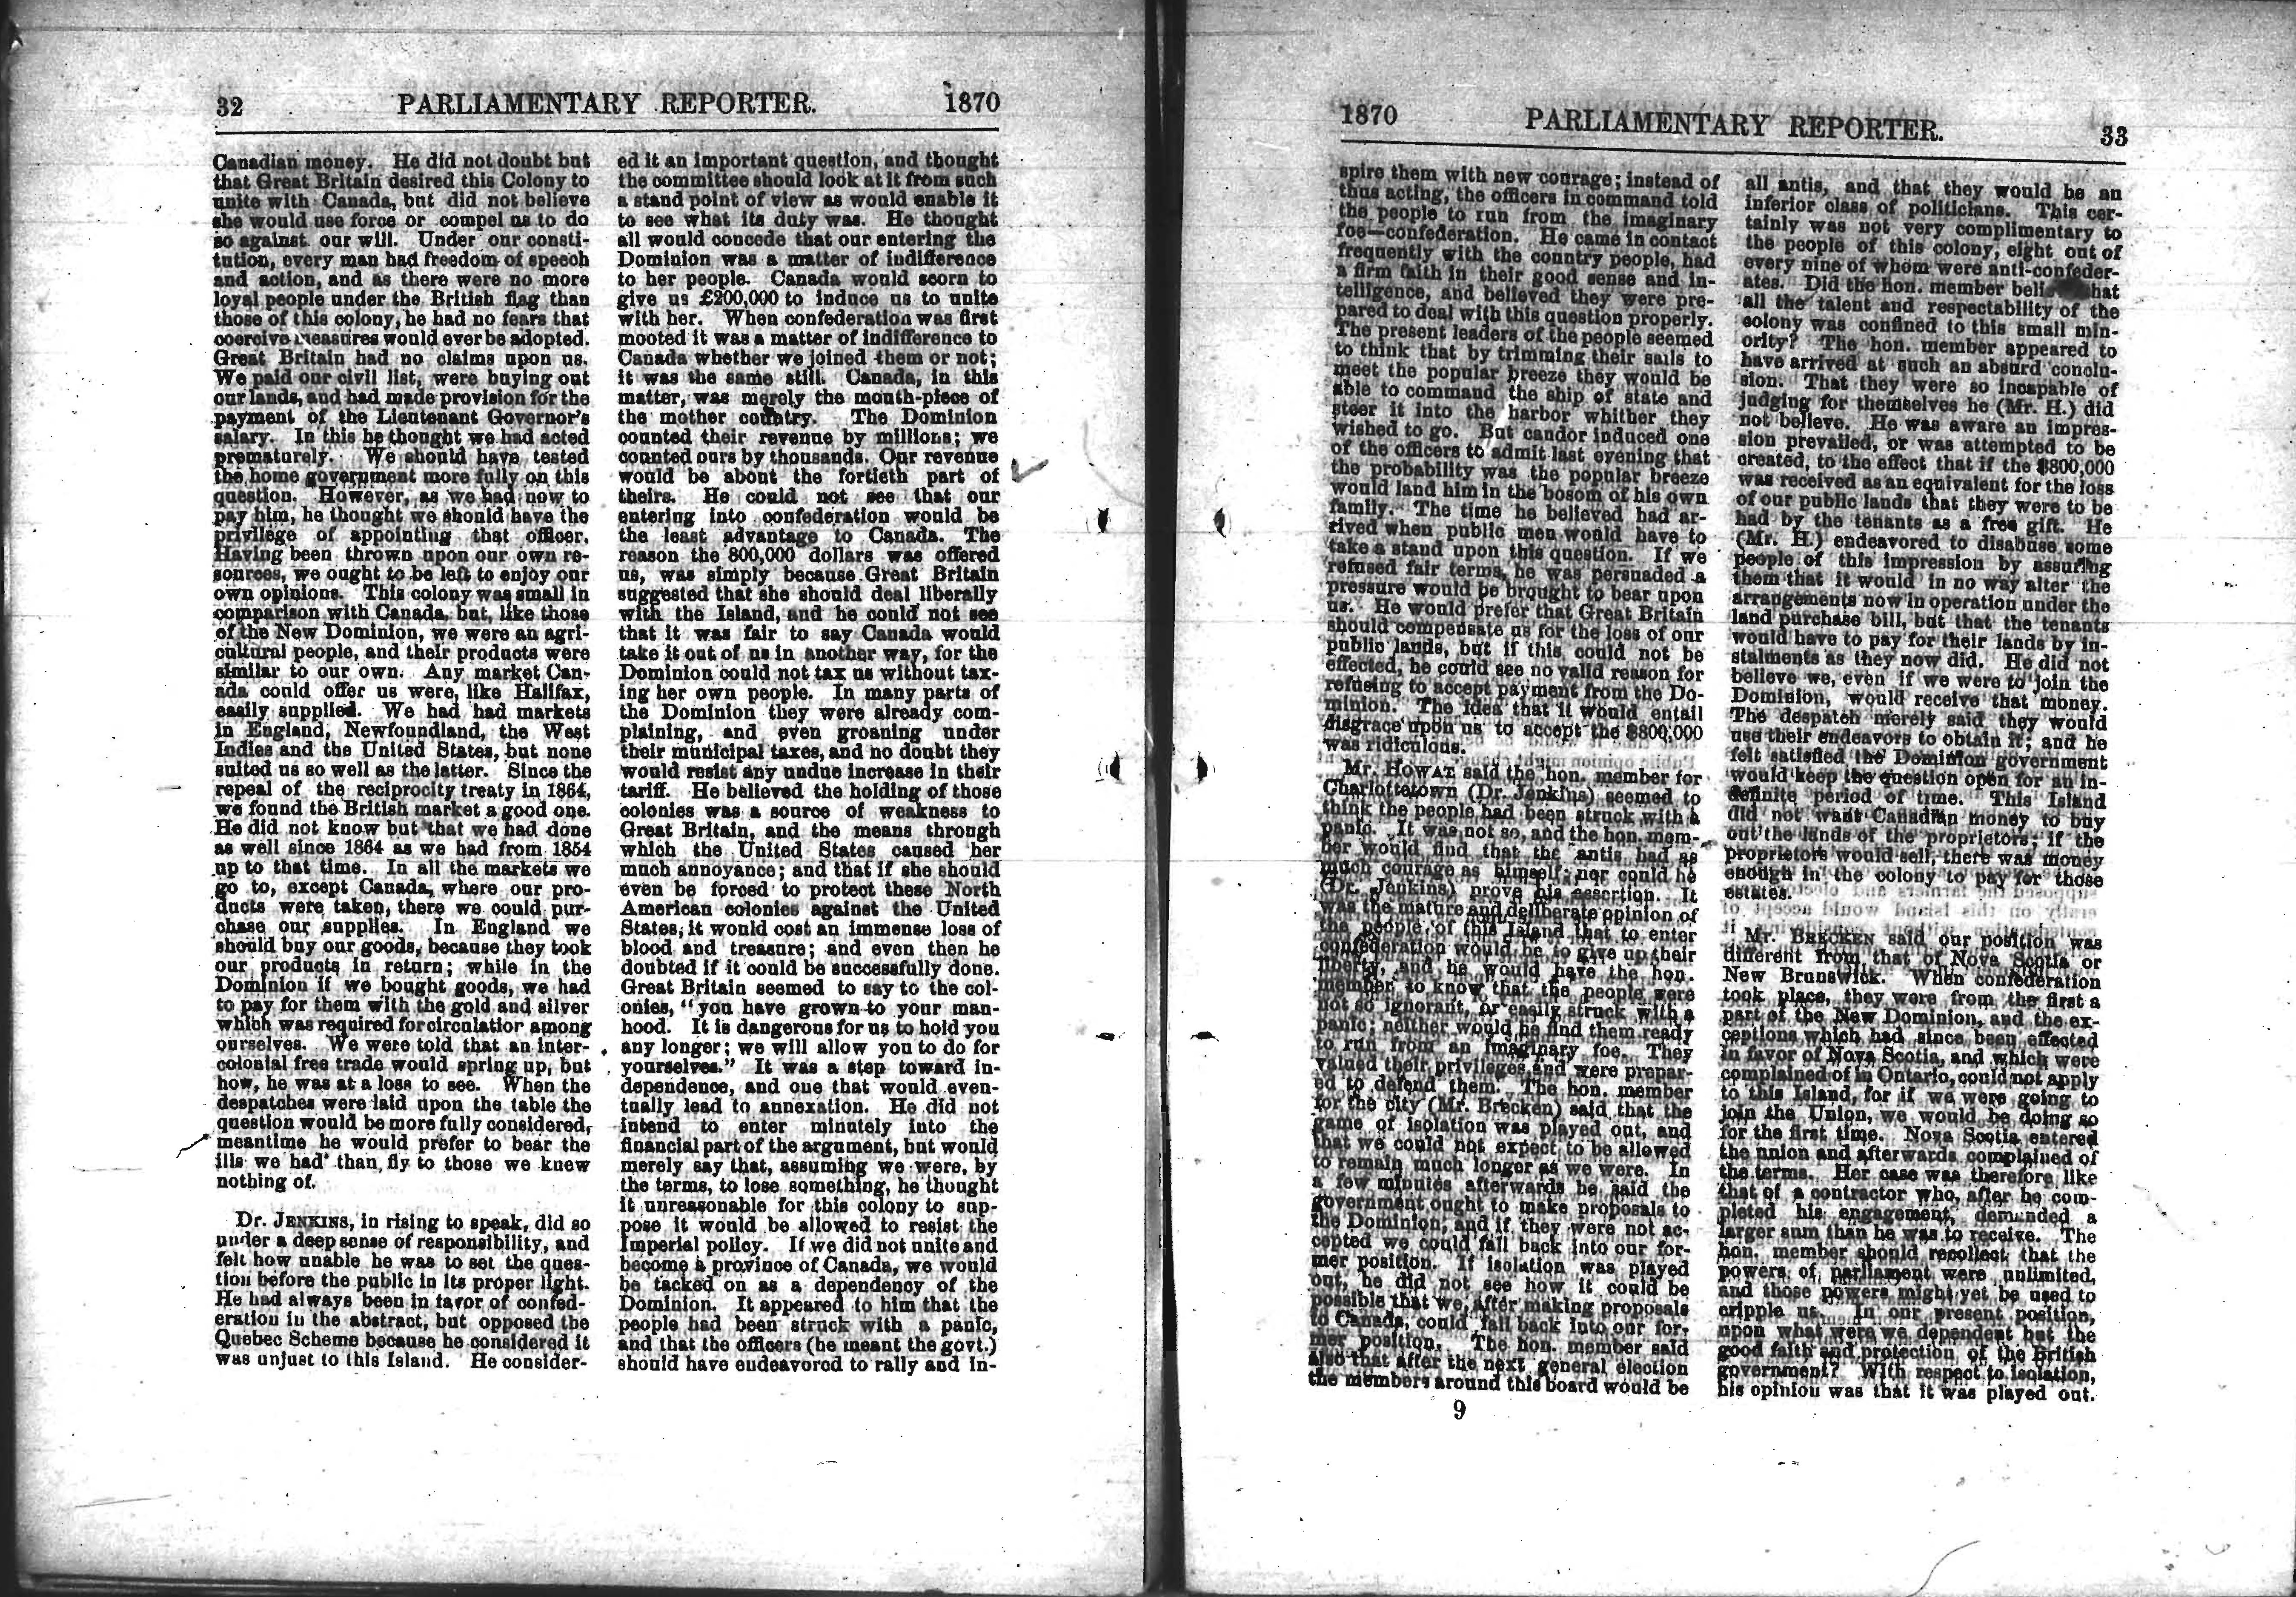 32 PARLIAMENTARY REPORTER. 1870
Canadian money. He did not doubt but
that Great Britain desired this Colony to
unite with Canada, but did not believe
she would use force or compel us to do
so against our will. Under our consti-
tution, every man had freedom of speech
and action, and as there were no more
loyal people under the British flag than
those of this colony, he had no fears that
coercive measures would ever be adopted.
Great Britain had no claims upon us.
We paid our civil list, were buying out
our lands, and had made provision for the
payment of the Lieutenant Governor's
salary. In this he thought we had acted
prematurely. We should have tested
the home government more fully on this
question. However, as we had now to
pay him, he thought we should have the
privilege of appointing that officer.
Having been thrown upon our own re-
sources, we ought to be left to enjoy our
own opinions. This colony was small in
comparison with Canada, but, like those
of the New Dominion, we were an agri-
cultural people, and their products were
similar to our own. Any market Can-
ada could offer us were, like Halifax,
easily supplied. We had had markets
in England, Newfoundland, the West
Indies and the United States, but none
suited us so well as the latter. Since the
repeal of the reciprocity treaty in 1864,
we found the British market a good one.
He did not know but that we had done
as well since 1864 as we had from 1854
up to that time. In all the markets we
go to, except Canada, where our pro-
ducts were taken, there we could pur-
chase our supplies. In England we
should buy our goods, because they took
our products in return; while in the
Dominion if we bought goods, we had
to pay for them with the gold and silver
which was required for circulation among
ourselves. We were told that an inter-
colonial free trade would spring up, but
how, he was at a loss to see. When the
despatches were laid upon the table the
question would be more fully considered,
meantime he would prefer to bear the
ills we had than fly to those we knew
nothing of.
Dr. JENKINS, in rising to speak, did so
under a deep sense of responsibility, and
felt how unable he was to set the ques-
tion before the public in its proper light.
He had always been in favor of confed-
eration in the abstract, but opposed the
Quebec Scheme because he considered it
was unjust to this Island. He consider-
ed it an important question, and thought
the committee should look at it from such
a stand point of view as would enable it
to see what its duty was. He thought
all would concede that our entering the
Dominion was a matter of indifference
to her people. Canada would scorn to
give us £200,000 to induce us to unite
with her. When confederation was first
mooted it was a matter of indifference to
Canada whether we joined them or not;
it was the same still. Canada, in this
matter, was merely the mouth-piece of
the mother country. The Dominion
counted their revenue by millions; we
counted ours by thousands. Our revenue
would be about the fortieth part of
theirs. He could not see that our
entering into confederation would be
the least advantage to Canada. The
reason the 800,000 dollars was offered
us, was simply because Great Britain
suggested that she should deal liberally
with the Island, and he could not see
that it was fair to say Canada would
take it out of us in another way, for the
Dominion could not tax us without tax-
ing her own people. In many parts of
the Dominion they were already com-
plaining, and even groaning under
their municipal taxes, and no doubt they
would resist any undue increase in their
tariff. He believed the holding of those
colonies was a source of weakness to
Great Britain, and the means through
which the United States caused her
much annoyance; and that if she should
even be forced to protect these North
American colonies against the United
States, it would cost an immense loss of
blood and treasure; and even then he
doubted if it could be successfully done.
Great Britain seemed to say to the col-
onies, "you have grown to your man-
hood. It is dangerous for us to hold you
any longer; we will allow you to do for
yourselves." It was a step toward in-
dependence, and one that would even-
tually lead to annexation. He did not
intend to enter minutely into the
financial part of the argument, but would
merely say that, assuming we were, by
the terms, to lose something, he thought
it unreasonable for this colony to sup-
pose it would be allowed to resist the
Imperial policy. If we did not unite and
become a province of Canada, we would
be tacked on as a dependency of the
Dominion. It appeared to him that the
people had been struck with a panic,
and that the officers (he meant the govt.)
should have endeavored to rally and in-
1870 PARLIAMENTARY REPORTER. 33
spire them with new courage; instead of
thus acting, the officers in command told
the people to run from the imaginary
foe—confederation. He came in contact
frequently with the country people, had
a firm faith in their good sense and in-
telligence, and believed they were pre-
pared to deal with this question properly.
The present leaders of the people seemed
to think that by trimming their sails to
meet the popular breeze they would be
able to command the ship of state and
steer it into the harbor whither they
wished to go. But candor induced one
of the officers to admit last evening that
the probability was the popular breeze
would land him in the bosom of his own
family. The time he believed had ar-
rived when public men would have to
take a stand upon this question. If we
refused fair terms, he was persuaded a
pressure would be brought to bear upon
us. He would prefer that Great Britain
should compensate us for the loss of our
public lands, but if this could not be
effected, he could see no valid reason for
refusing to accept payment from the Do-
minion. The idea that it would entail
disgrace upon us to accept the $800,000
was ridiculous.
Mr. HOWAT said the hon. member for
Charlottetown (Dr. Jenkins) seemed to
think the people had been struck with a
panic. It was not so, and the hon. mem-
ber would find that the antis had as
much courage as himself; nor could he
(Dr. Jenkins) prove his assertion. It
was the mature and deliberate opinion of
the people of this Island that to enter
confederation would be to give up their
liberty, and he would have the hon.
member to know that the people were
not so ignorant, or easily struck with a
panic; neither would he find them ready
to run from an imaginary foe. They
valued their privileges and were prepar-
ed to defend them. The hon. member
for the city (Mr. Brecken) said that the
game of isolation was played out, and
that we could not expect to be allowed
to remain much longer as we were. In
a few minutes afterwards he said the
government ought to make proposals to
the Dominion, and if they were not ac-
cepted we could fall back into our for-
mer position. If isolation was played
out, he did not see how it could be
possible that we, after making proposals
to Canada, could fall back into our for-
mer position. The hon. member said
also that after the next general election
the members around this board would be
all antis, and that they would be an
inferior class of politicians. This cer-
tainly was not very complimentary to
the people of this colony, eight out of
every nine of whom were anti-confeder-
ates. Did the hon. member
all the talent and respectability of the
colony was confined to this small min-
ority? The hon. member appeared to
have arrived at such an absurd conclu-
sion. That they were so incapable of
judging for themselves he (Mr. H.) did
not believe. He was aware an impres-
sion prevailed, or was attempted to be
created, to the effect that if the $800,000
was received as an equivalent for the loss
of our public lands that they were to be
had by the tenants as a free gift. He
(Mr. H.) endeavored to disabuse some
people of this impression by assuring
them that it would in no way alter the
arrangements now in operation under the
land purchase bill, but that the tenants
would have to pay for their lands by in-
stalments as they now did. He did not
believe we, even if we were to join the
Dominion, would receive that money.
The despatch merely said they would
use their endeavors to obtain it; and he
felt satisfied the Dominion government
would keep the question open for an in-
definite period of time. This Island
did not want Canadian money to buy
out the lands of the proprietors; if the
proprietors would sell, there was money
enough in the colony to pay for those
estates.
Mr. BRECKEN said our position was
different from that of Nova Scotia or
New Brunswick. When confederation
took place, they were from the first a
part of the New Dominion, and the ex-
ceptions which had since been effected
in favor of Nova Scotia, and which were
complained of in Ontario, could not apply
to this Island, for if we were going to
join the Union, we would be doing so
for the first time. Nova Scotia entered
the union and afterwards complained of
the terms. Her case was therefore like
that of a contractor who, after he com-
pleted his engagement, demanded a
larger sum than he was to receive. The
hon. member should recollect that the
powers of parliament were unlimited,
and those powers might yet be used to
cripple us. In our present position,
upon what were we dependent but the
good faith and protection of the British
government? With respect to isolation,
his opinion was that it was played out.
9